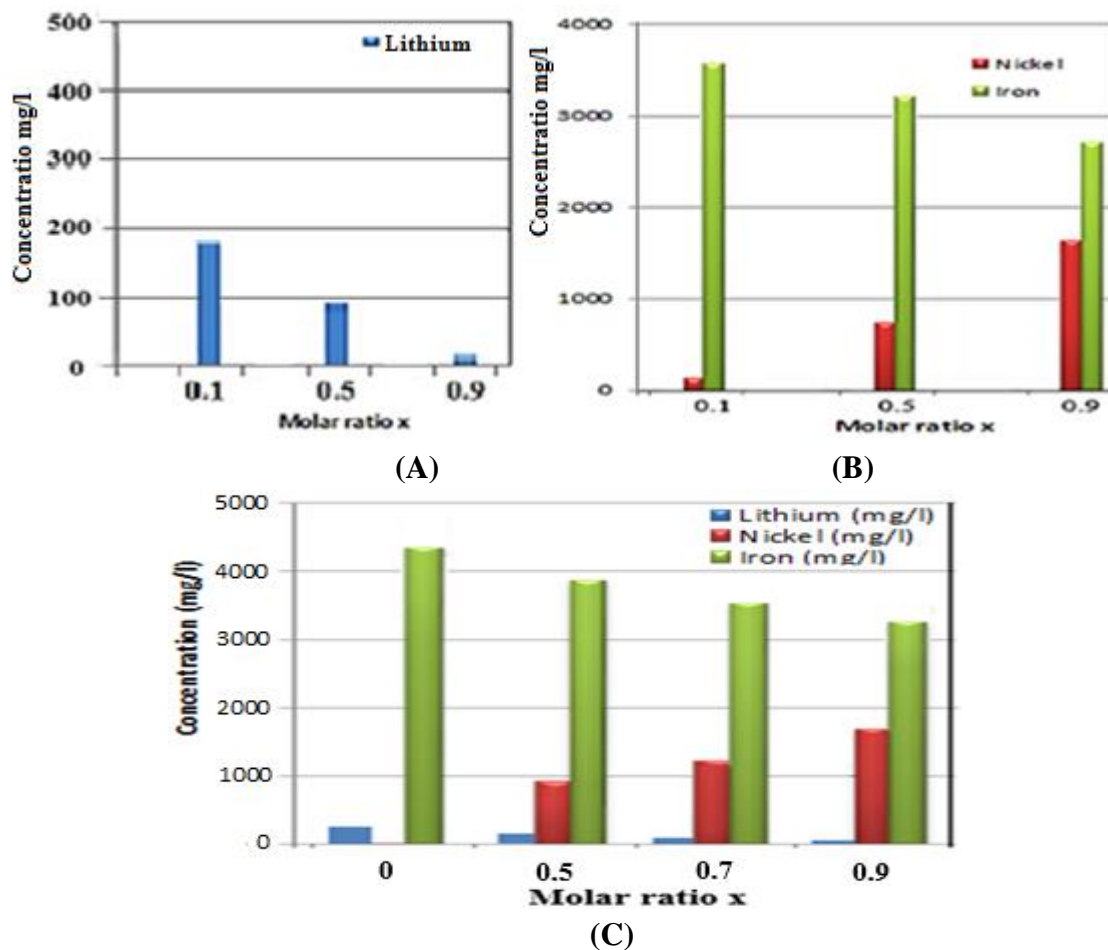 500
400
300
200
100
0
Concentratio mg/l
Lithium
0.1 0.5 0.9
Molar ratio x
(A)
4000
3000
2000
1000
0
Concentratio mg/l
Nickel
Iron
0.1 0.5 0.9
Molar ratio x
(B)
5000
4000
3000
2000
1000
0
Concentration (mg/l)
Lithium (mg/l)
Nickel (mg/l)
Iron (mg/l)
0 0.5 0.7 0.9
Molar ratio x
(C)